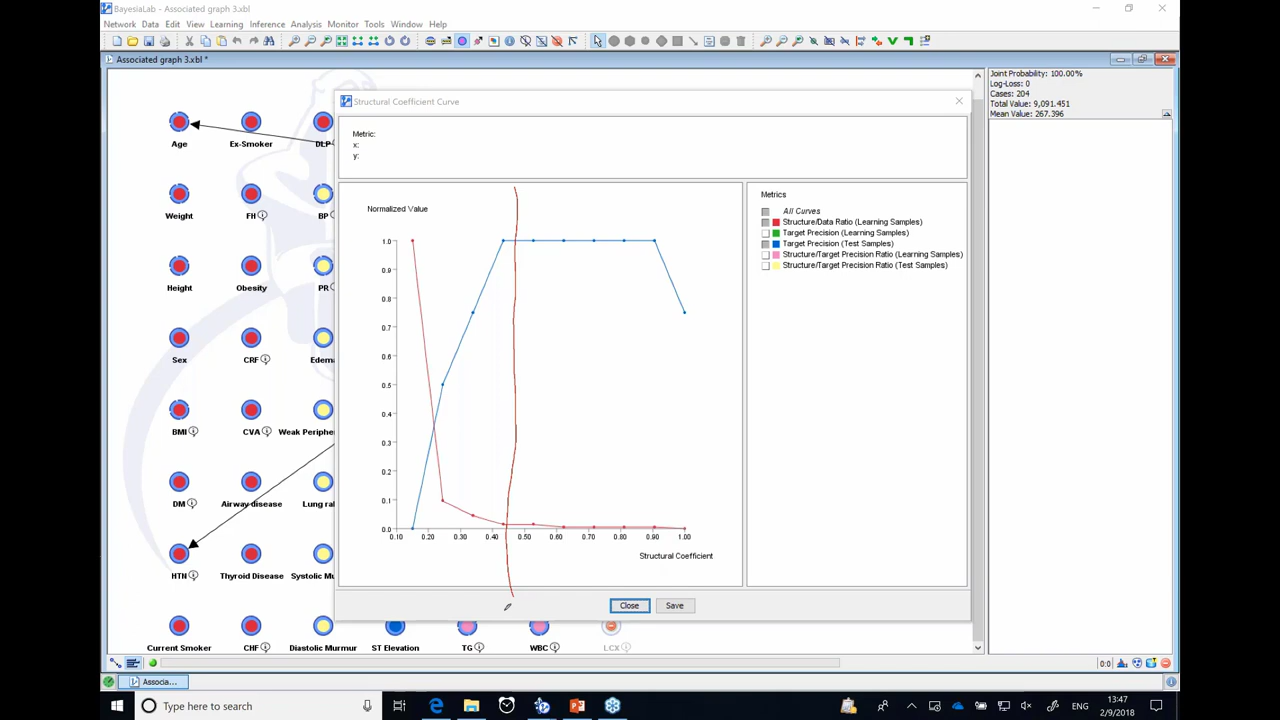 BayesiaLab - Associated graph 3.xbl
Network Data Edit View Learning Inference Analysis Monitor Tools Window Help
Associated graph 3.xbl *
Joint Probability: 100.00%
Log-Loss: 0
Cases: 204
Total Value: 9,091.451
Mean Value: 267.396
Structural Coefficient Curve
Metric:
x:
y:
Age Ex-Smoker DLP
Weight FH BP
Height Obesity PR
Sex CRF Edema
BMI CVA Weak Periphe
DM Airway disease Lung ral
HTN Thyroid Disease Systolic Mu
Current Smoker CHF Diastolic Murmur ST Elevation TG WBC LCX
Normalized Value
1.0
0.9
0.8
0.7
0.6
0.5
0.4
0.3
0.2
0.1
0.0
0.10 0.20 0.30 0.40 0.50 0.60 0.70 0.80 0.90 1.00
Structural Coefficient
Metrics
All Curves
Structure/Data Ratio (Learning Samples)
Target Precision (Learning Samples)
Target Precision (Test Samples)
Structure/Target Precision Ratio (Learning Samples)
Structure/Target Precision Ratio (Test Samples)
Close Save
0:0
Associa...
Type here to search
ENG
13:47
2/9/2018